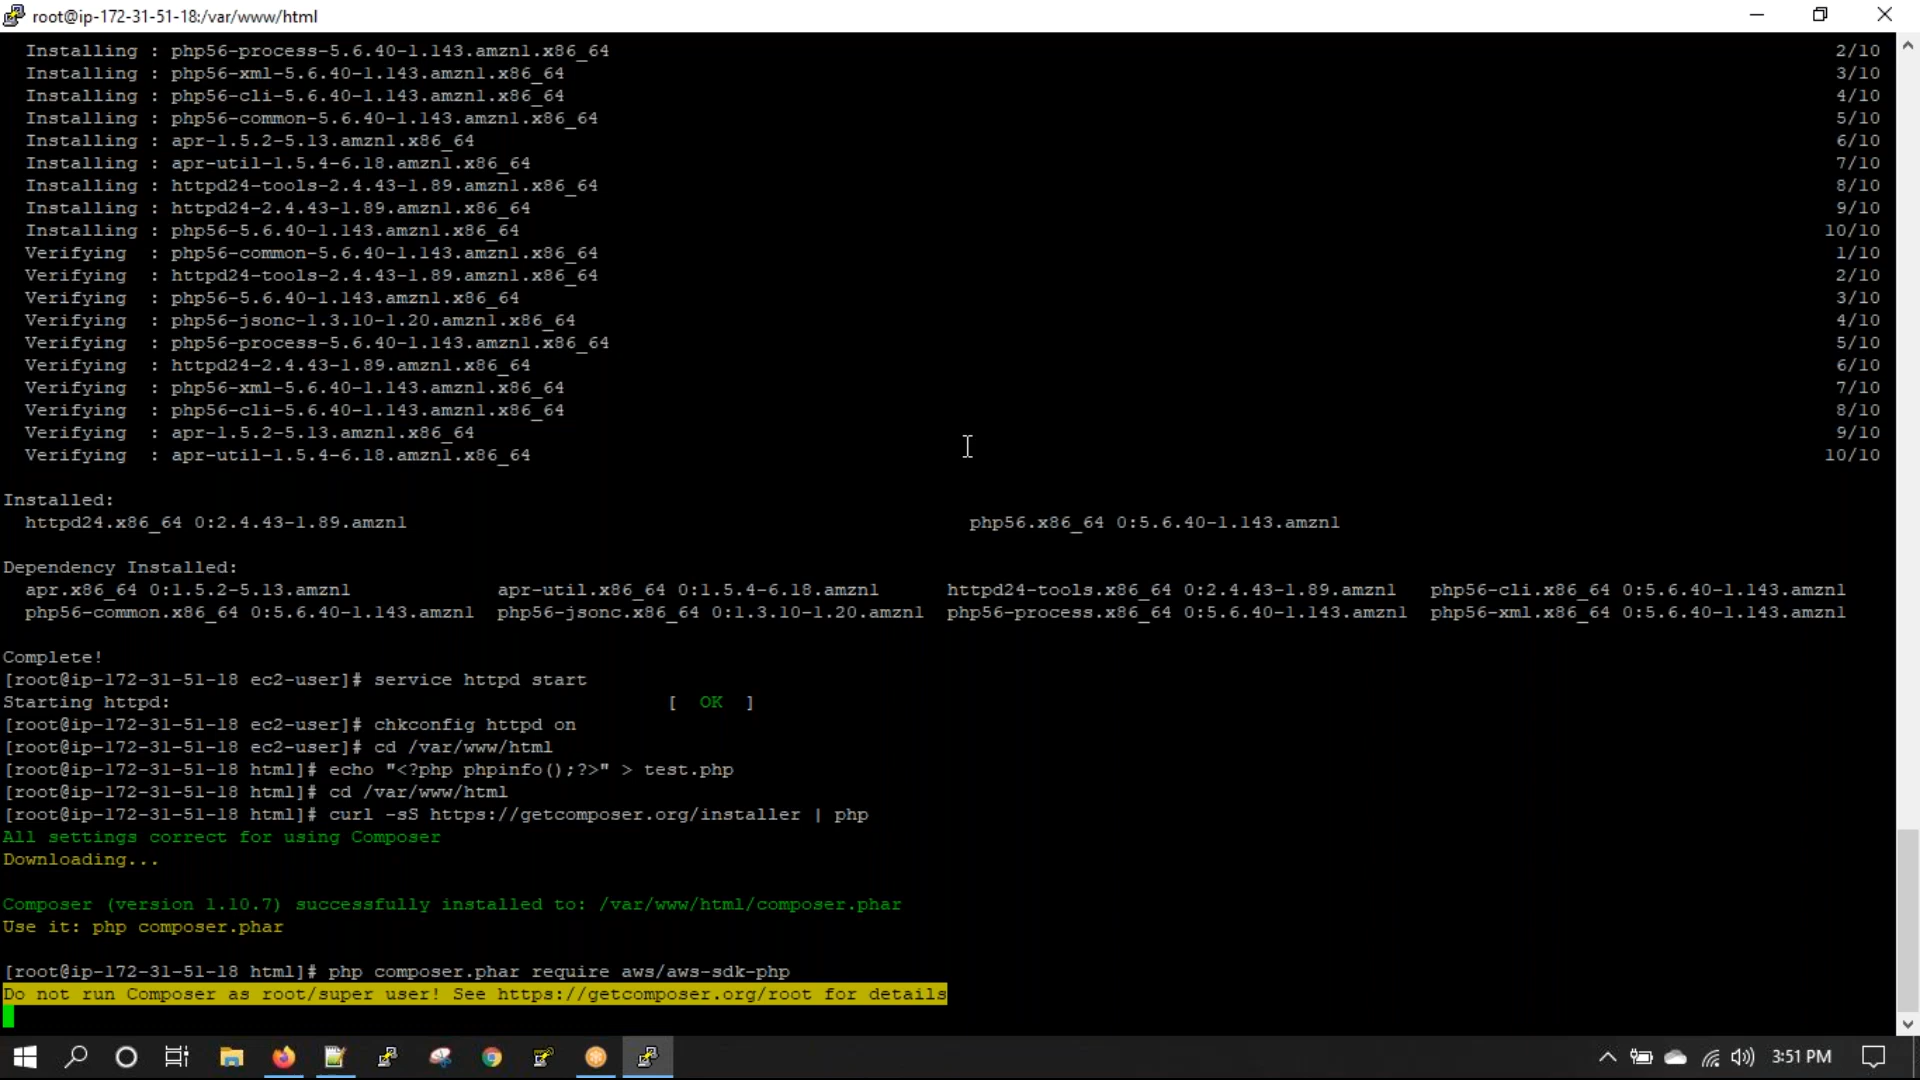 root@ip-172-31-51-18:/var/www/html
Installing : php56-process-5.6.40-1.143.amzn1.x86_64 2/10
Installing : php56-xml-5.6.40-1.143.amzn1.x86_64 3/10
Installing : php56-cli-5.6.40-1.143.amzn1.x86_64 4/10
Installing : php56-common-5.6.40-1.143.amzn1.x86_64 5/10
Installing : apr-1.5.2-5.13.amzn1.x86_64 6/10
Installing : apr-util-1.5.4-6.18.amzn1.x86_64 7/10
Installing : httpd24-tools-2.4.43-1.89.amzn1.x86_64 8/10
Installing : httpd24-2.4.43-1.89.amzn1.x86_64 9/10
Installing : php56-5.6.40-1.143.amzn1.x86_64 10/10
Verifying : php56-common-5.6.40-1.143.amzn1.x86_64 1/10
Verifying : httpd24-tools-2.4.43-1.89.amzn1.x86_64 2/10
Verifying : php56-5.6.40-1.143.amzn1.x86_64 3/10
Verifying : php56-jsonc-1.3.10-1.20.amzn1.x86_64 4/10
Verifying : php56-process-5.6.40-1.143.amzn1.x86_64 5/10
Verifying : httpd24-2.4.43-1.89.amzn1.x86_64 6/10
Verifying : php56-xml-5.6.40-1.143.amzn1.x86_64 7/10
Verifying : php56-cli-5.6.40-1.143.amzn1.x86_64 8/10
Verifying : apr-1.5.2-5.13.amzn1.x86_64 9/10
Verifying : apr-util-1.5.4-6.18.amzn1.x86_64 10/10
Installed:
httpd24.x86_64 0:2.4.43-1.89.amzn1 php56.x86_64 0:5.6.40-1.143.amzn1
Dependency Installed:
apr.x86_64 0:1.5.2-5.13.amzn1 apr-util.x86_64 0:1.5.4-6.18.amzn1 httpd24-tools.x86_64 0:2.4.43-1.89.amzn1 php56-cli.x86_64 0:5.6.40-1.143.amzn1
php56-common.x86_64 0:5.6.40-1.143.amzn1 php56-jsonc.x86_64 0:1.3.10-1.20.amzn1 php56-process.x86_64 0:5.6.40-1.143.amzn1 php56-xml.x86_64 0:5.6.40-1.143.amzn1
Complete!
[root@ip-172-31-51-18 ec2-user]# service httpd start
Starting httpd: [ OK ]
[root@ip-172-31-51-18 ec2-user]# chkconfig httpd on
[root@ip-172-31-51-18 ec2-user]# cd /var/www/html
[root@ip-172-31-51-18 html]# echo "<?php phpinfo();?>" > test.php
[root@ip-172-31-51-18 html]# cd /var/www/html
[root@ip-172-31-51-18 html]# curl -sS https://getcomposer.org/installer | php
All settings correct for using Composer
Downloading...
Composer (version 1.10.7) successfully installed to: /var/www/html/composer.phar
Use it: php composer.phar
[root@ip-172-31-51-18 html]# php composer.phar require aws/aws-sdk-php
Do not run Composer as root/super user! See https://getcomposer.org/root for details
3:51 PM